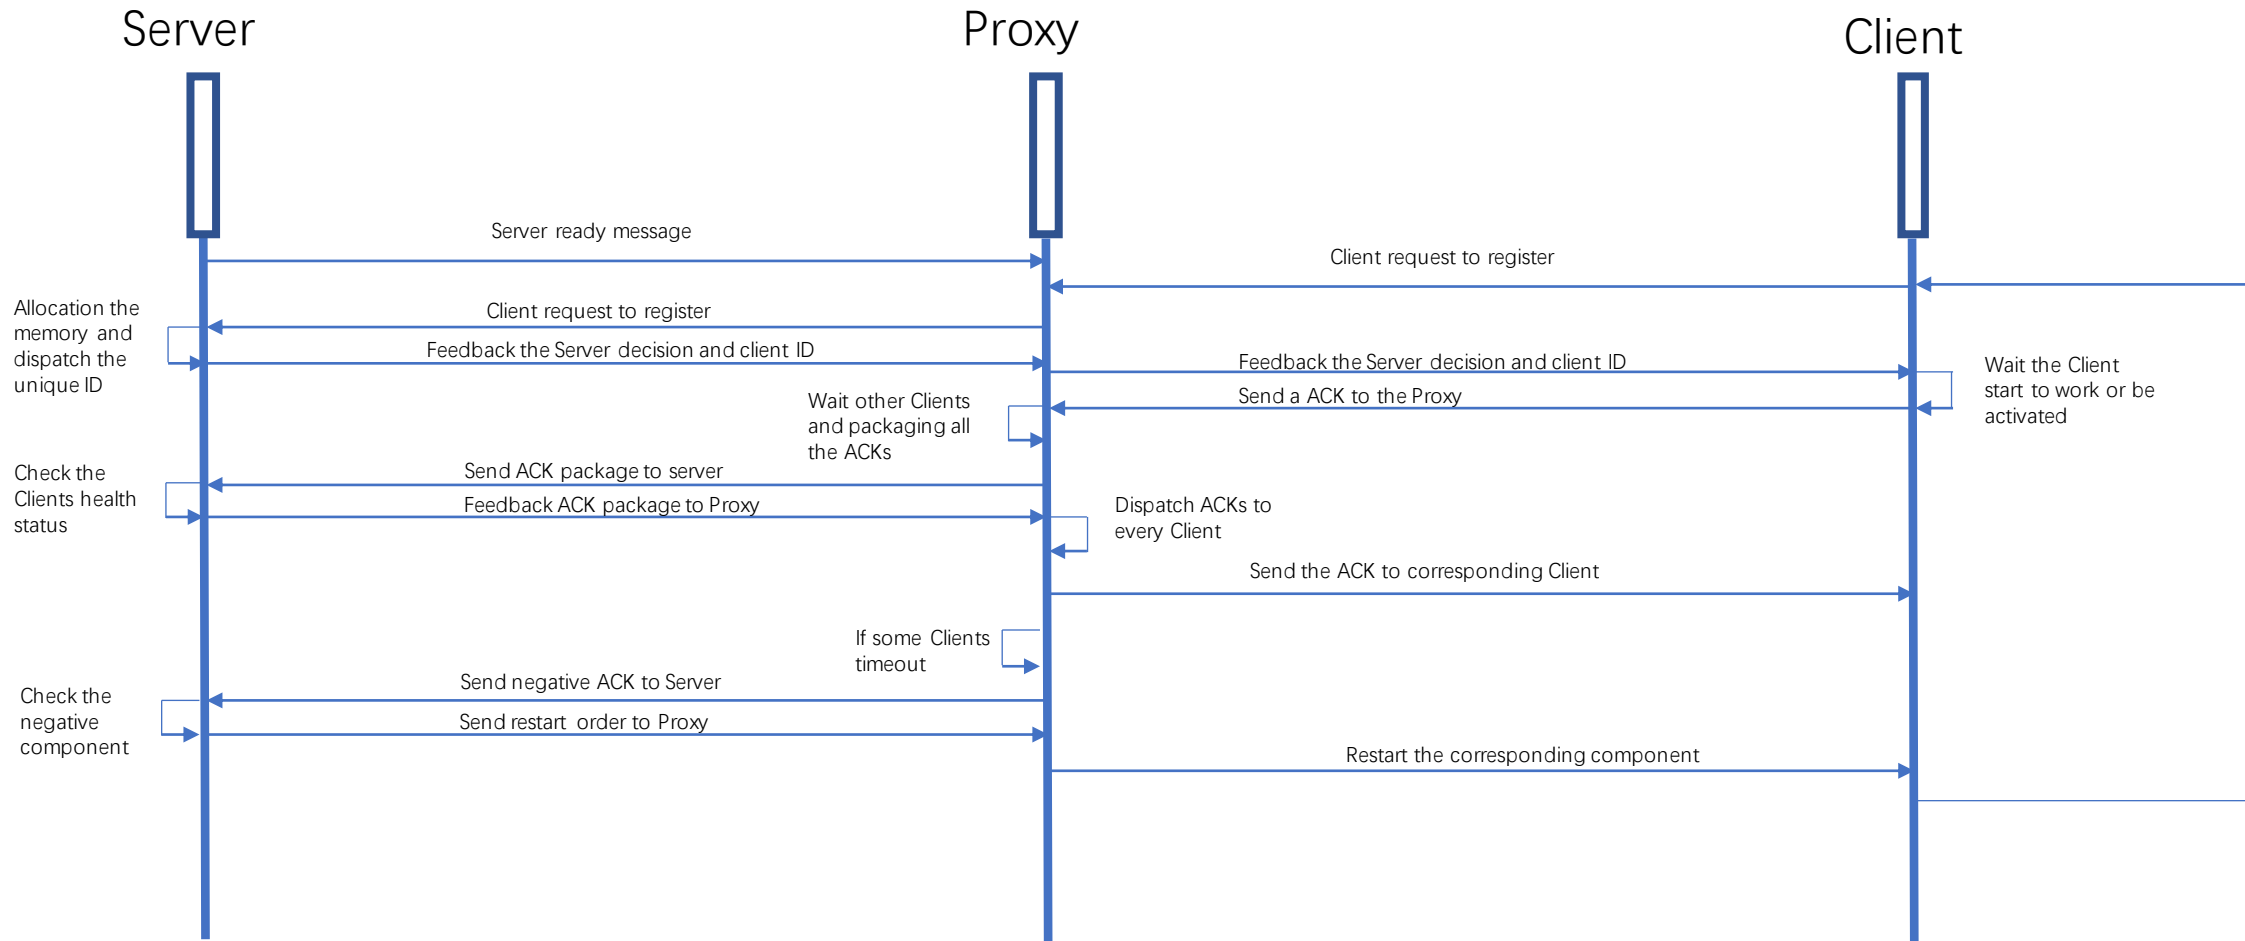 Server
Proxy
Client
Server ready message
Client request to register
Allocation the
memory and
dispatch the
unique ID
Client request to register
Feedback the Server decision and client ID
Feedback the Server decision and client ID
Wait the Client
start to work or be
activated
Send a ACK to the Proxy
Wait other Clients
and packaging all
the ACKs
Check the
Clients health
status
Send ACK package to server
Feedback ACK package to Proxy
Dispatch ACKs to
every Client
Send the ACK to corresponding Client
If some Clients
timeout
Send negative ACK to Server
Check the
negative
component
Send restart order to Proxy
Restart the corresponding component